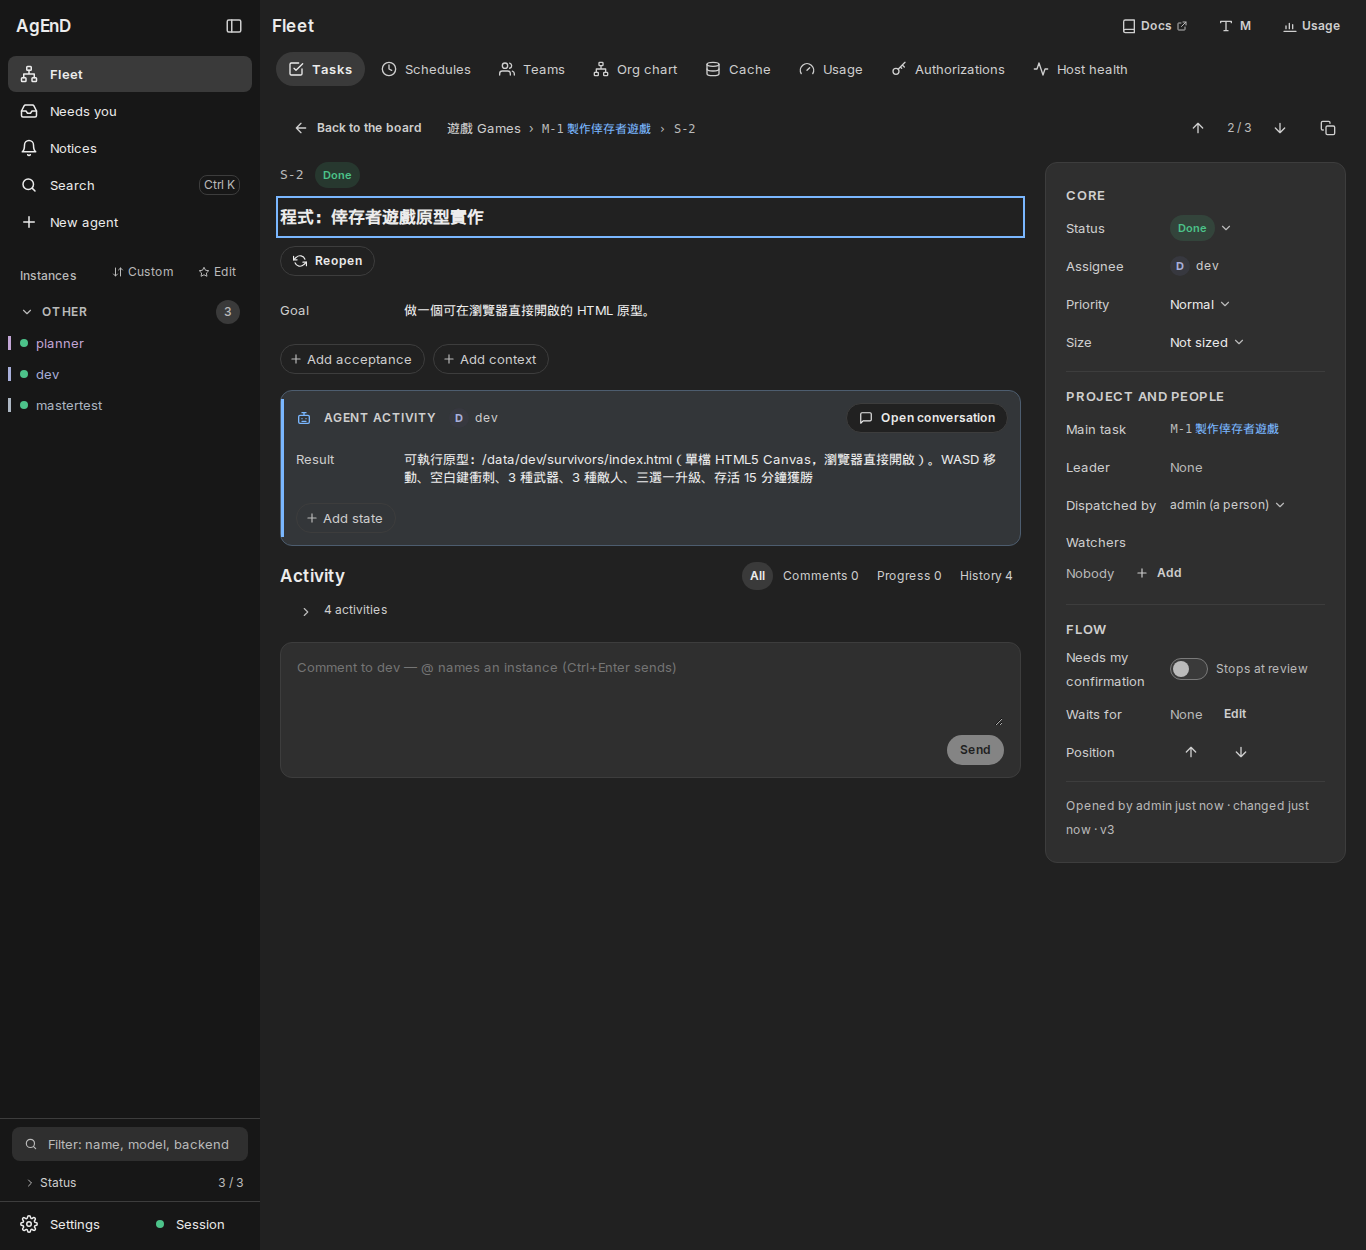 AgEnD
Fleet
Needs you
Notices
Search
Ctrl K
New agent
Instances
Custom
Edit
OTHER
3
planner
dev
mastertest
Filter: name, model, backend
Status
3 / 3
Settings
Session
Fleet
Docs
M
Usage
Tasks
Schedules
Teams
Org chart
Cache
Usage
Authorizations
Host health
Back to the board
遊戲 Games › M-1 製作倖存者遊戲 › S-2
2 / 3
S-2
Done
程式：倖存者遊戲原型實作
Reopen
Goal
做一個可在瀏覽器直接開啟的 HTML 原型。
Add acceptance
Add context
AGENT ACTIVITY
D dev
Open conversation
Result
可執行原型：/data/dev/survivors/index.html（單檔 HTML5 Canvas，瀏覽器直接開啟）。WASD 移
動、空白鍵衝刺、3 種武器、3 種敵人、三選一升級、存活 15 分鐘獲勝
Add state
Activity
All
Comments 0
Progress 0
History 4
4 activities
Comment to dev — @ names an instance (Ctrl+Enter sends)
Send
CORE
Status
Done
Assignee
D dev
Priority
Normal
Size
Not sized
PROJECT AND PEOPLE
Main task
M-1 製作倖存者遊戲
Leader
None
Dispatched by
admin (a person)
Watchers
Nobody
Add
FLOW
Needs my
confirmation
Stops at review
Waits for
None
Edit
Position
Opened by admin just now · changed just
now · v3